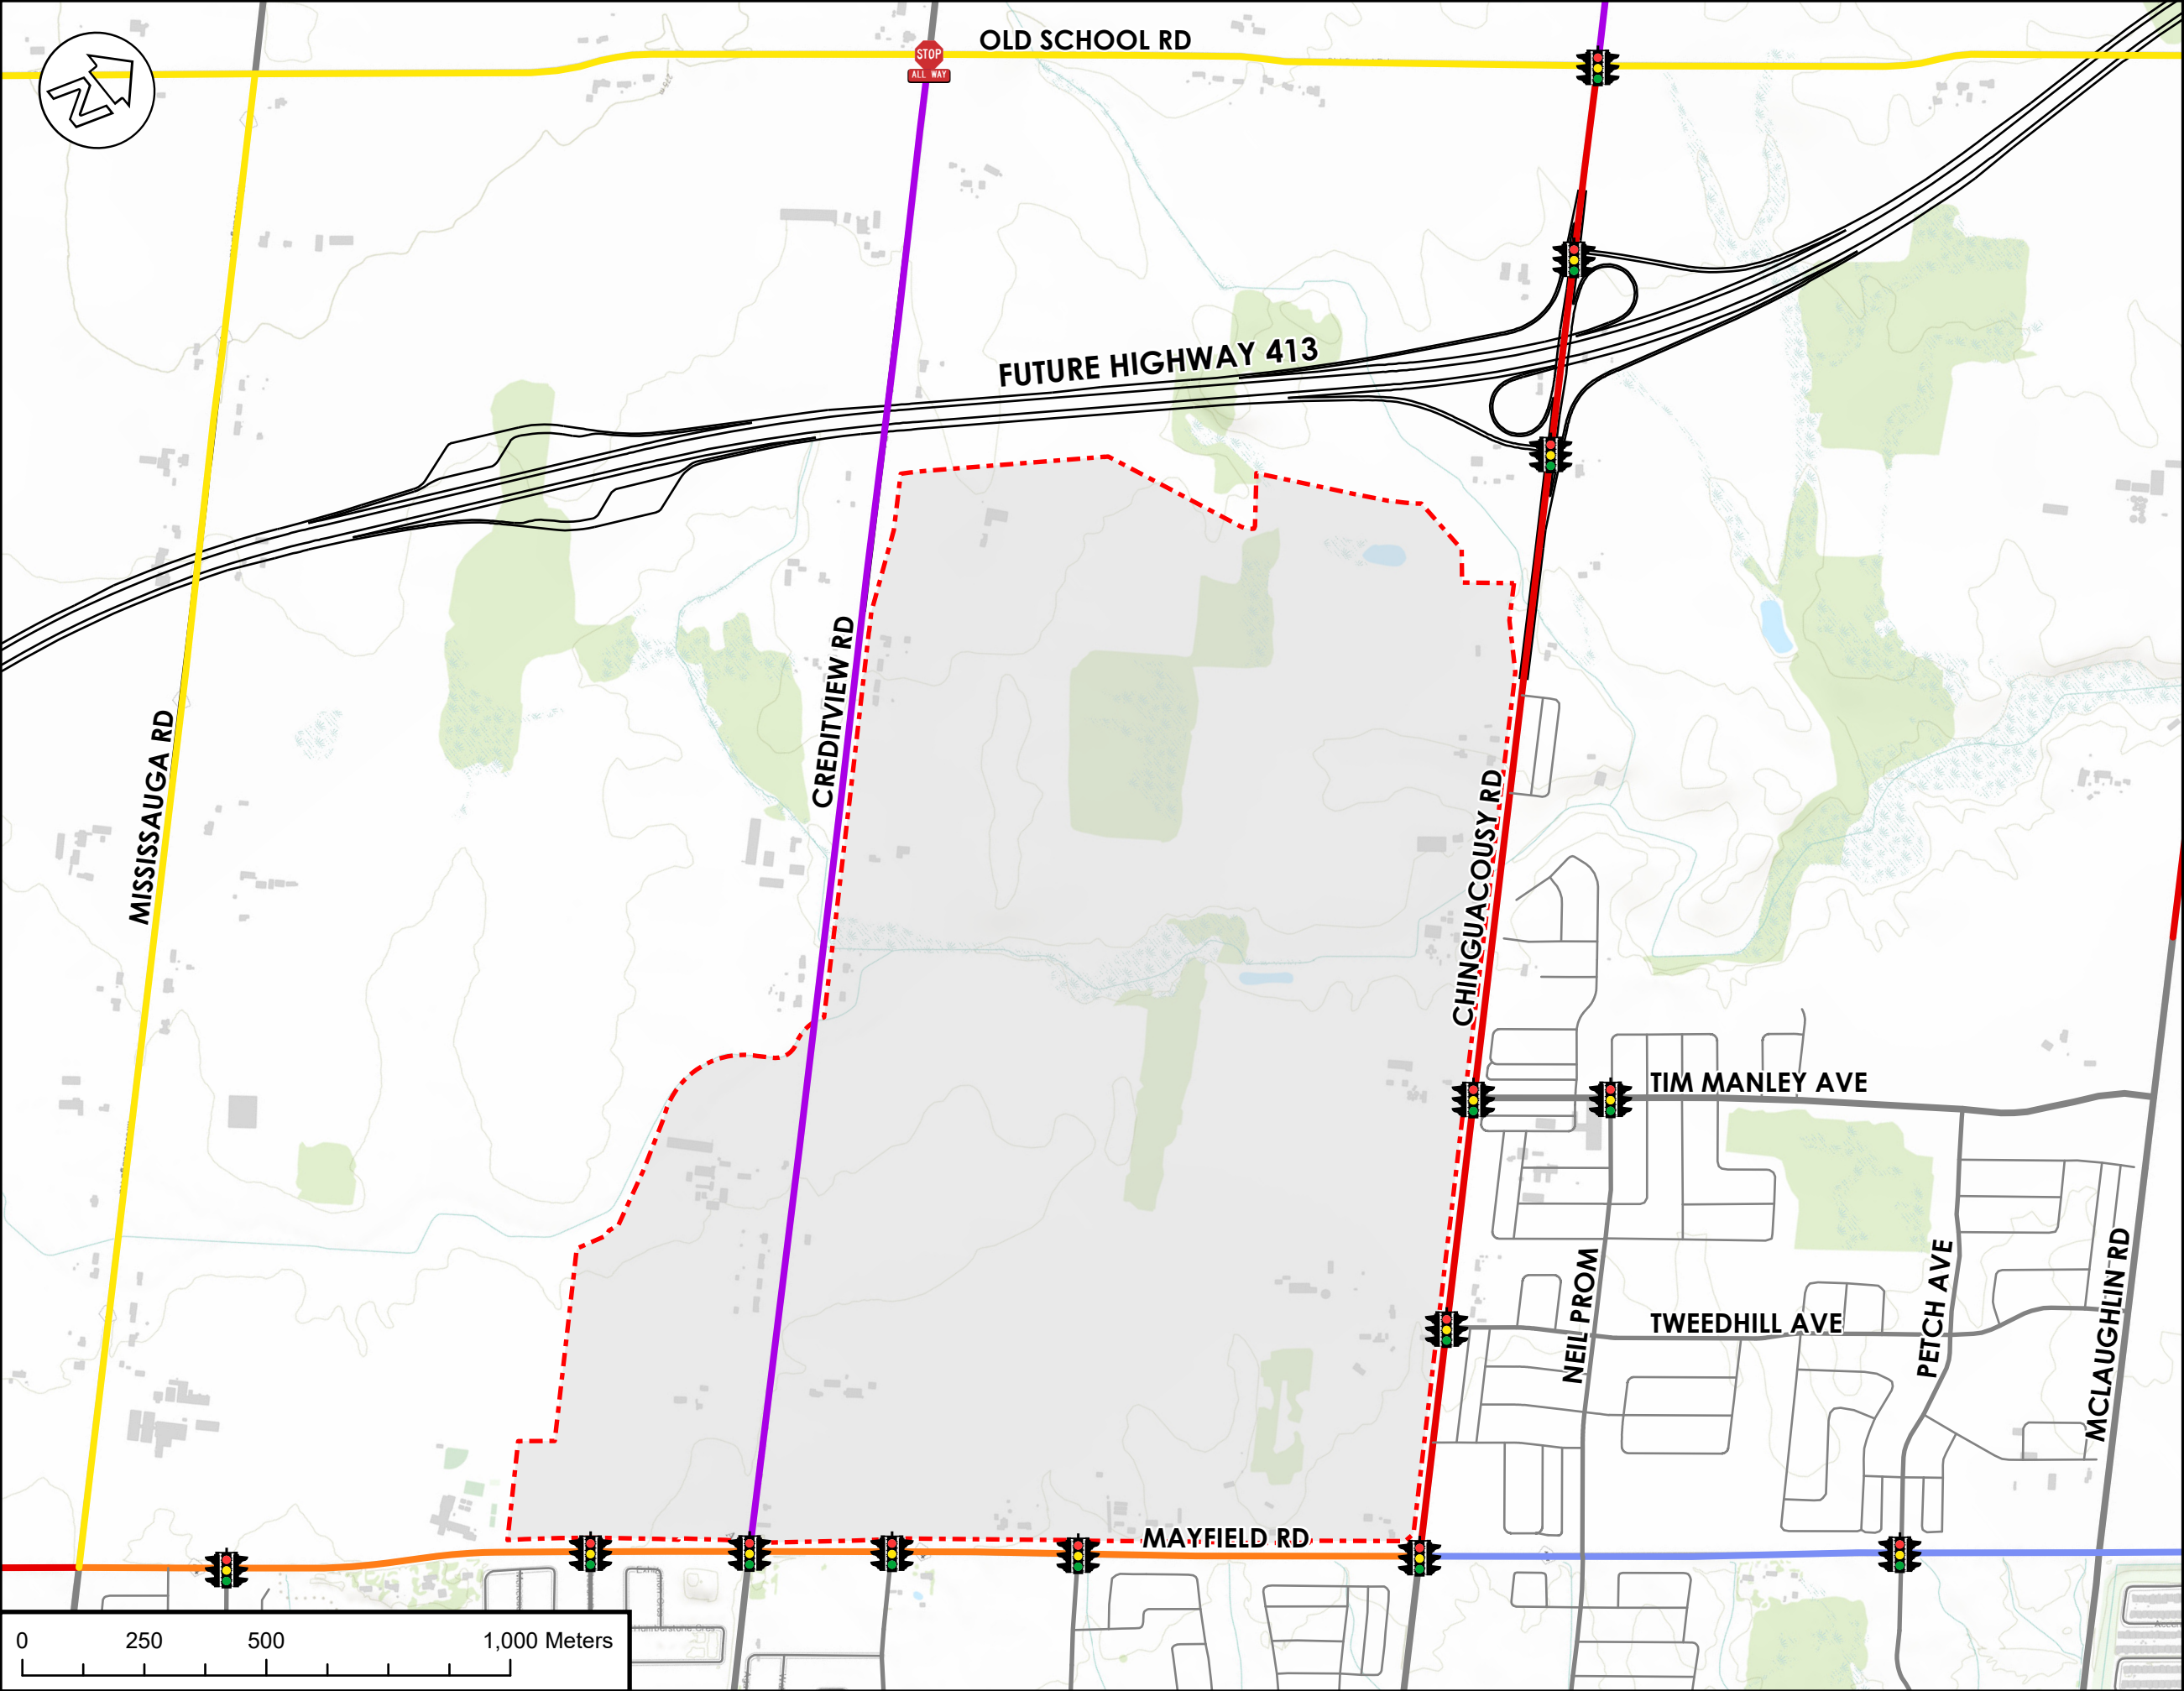 OLD SCHOOL RD
STOP
ALL WAY
N
FUTURE HIGHWAY 413
CREDITVIEW RD
MISSISSAUGA RD
CHINGUACOUSY RD
TIM MANLEY AVE
NEIL PROM
TWEEDHILL AVE
PETCH AVE
MCLAUGHLIN RD
MAYFIELD RD
0 250 500 1,000 Meters